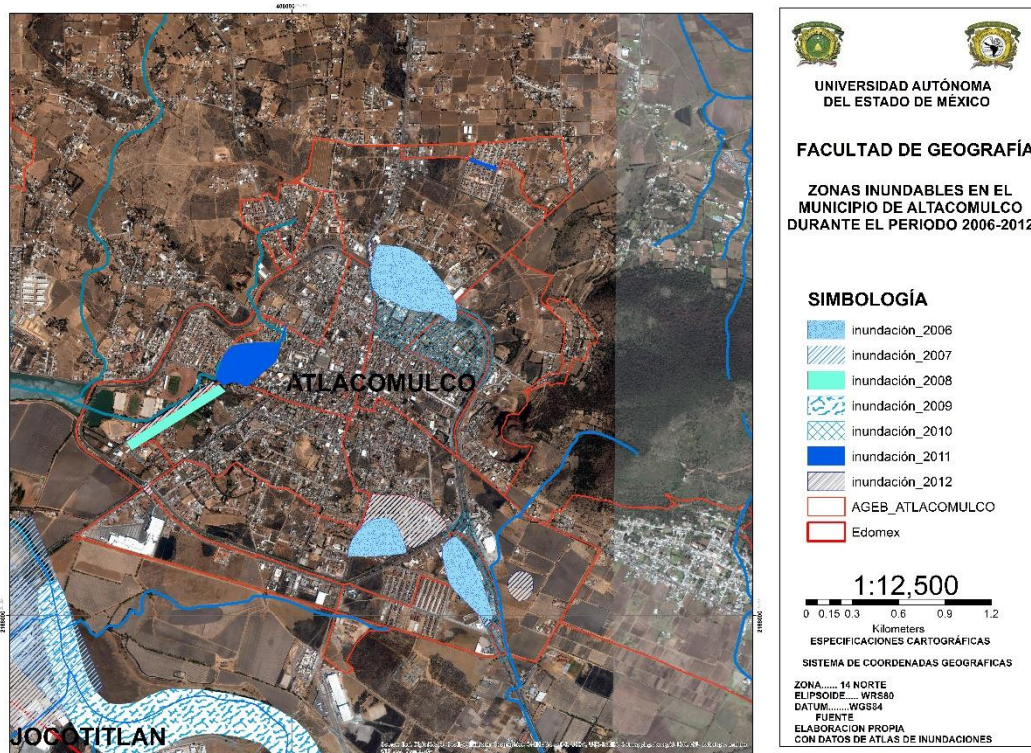 ATLACOMULCO
JOCOTITLAN
UNIVERSIDAD AUTÓNOMA
DEL ESTADO DE MÉXICO
FACULTAD DE GEOGRAFÍA
ZONAS INUNDABLES EN EL
MUNICIPIO DE ALTACOMULCO
DURANTE EL PERIODO 2006-2012
SIMBOLOGÍA
inundación_2006
inundación_2007
inundación_2008
inundación_2009
inundación_2010
inundación_2011
inundación_2012
AGEB_ATLACOMULCO
Edomex
1:12,500
0 0.15 0.3 0.6 0.9 1.2
Kilometers
ESPECIFICACIONES CARTOGRÁFICAS
SISTEMA DE COORDENADAS GEOGRAFICAS
ZONA...... 14 NORTE
ELIPSOIDE..... WRS80
DATUM........WGS84
FUENTE
ELABORACION PROPIA
CON DATOS DE ATLAS DE INUNDACIONES